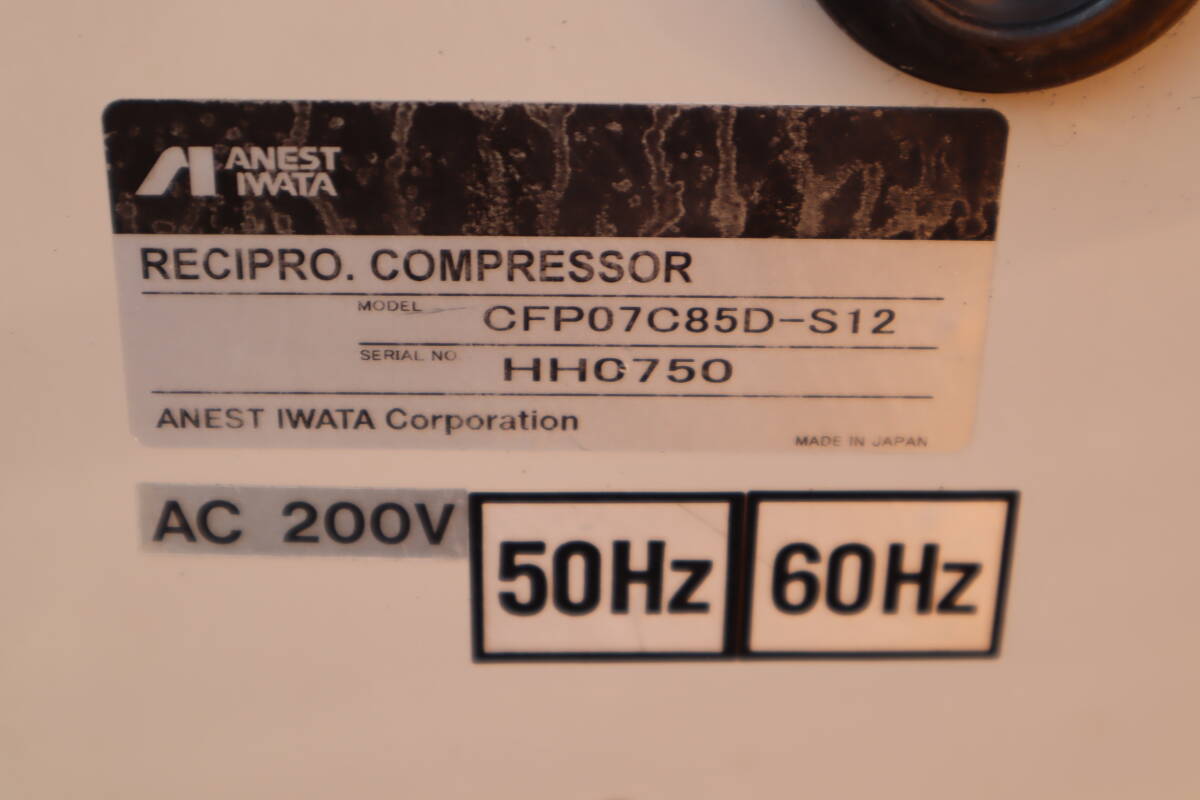 ANEST
IWATA
RECIPRO. COMPRESSOR
MODEL CFP07C85D-S12
SERIAL NO. HHC750
ANEST IWATA Corporation
MADE IN JAPAN
AC 200V
50Hz 60Hz